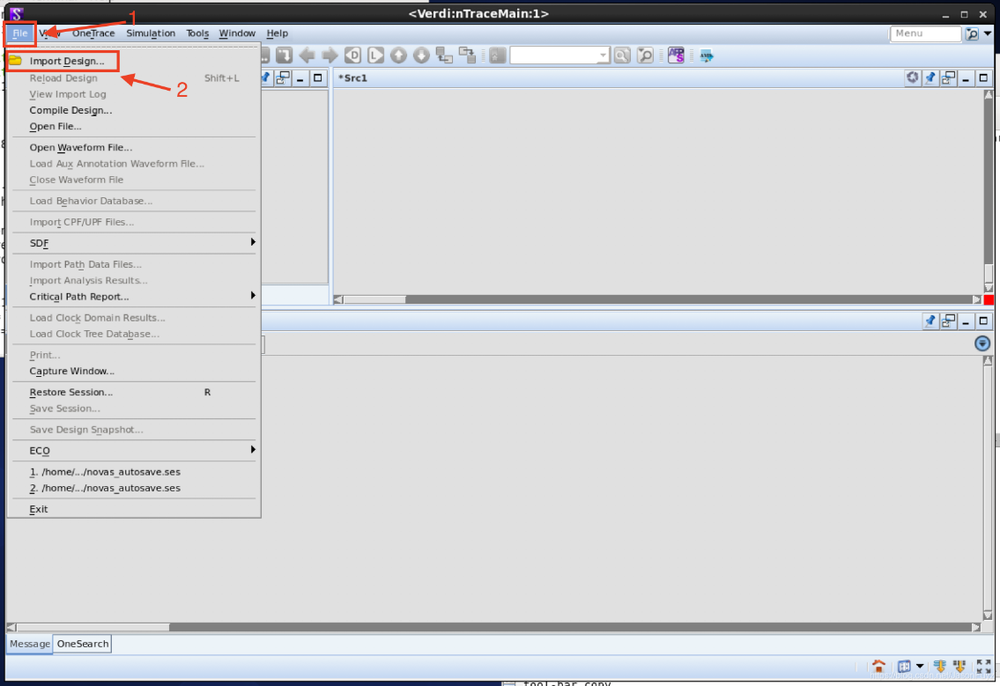 <Verdi:nTraceMain:1>
File View OneTrace Simulation Tools Window Help Menu
1
Import Design...
2
Reload Design Shift+L
View Import Log
Compile Design...
Open File...
Open Waveform File...
Load Aux Annotation Waveform File...
Close Waveform File
Load Behavior Database...
Import CPF/UPF Files...
SDF
Import Path Data Files...
Import Analysis Results...
Critical Path Report...
Load Clock Domain Results...
Load Clock Tree Database...
Print...
Capture Window...
Restore Session... R
Save Session...
Save Design Snapshot...
ECO
1. /home/.../novas_autosave.ses
2. /home/.../novas_autosave.ses
Exit
*Src1
Message OneSearch
tool-bar copy